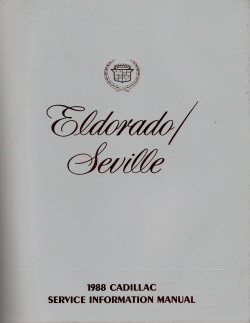 Eldorado/
Seville
1988 CADILLAC
SERVICE INFORMATION MANUAL